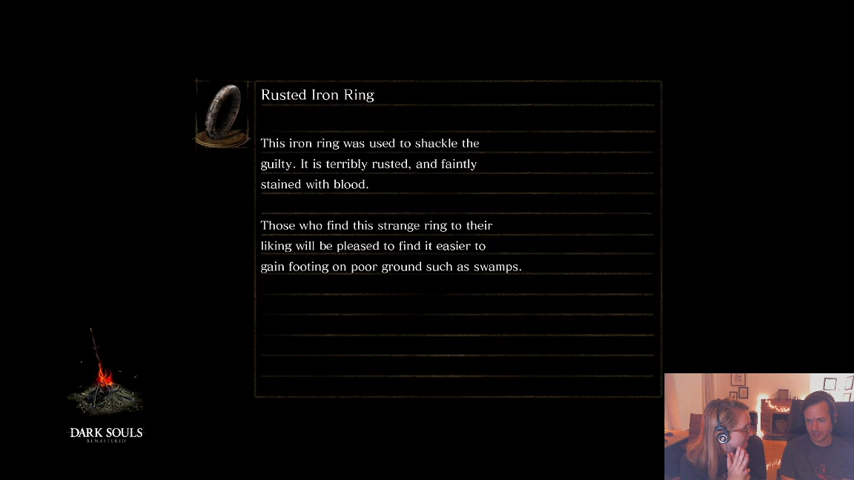 Rusted Iron Ring
This iron ring was used to shackle the
guilty. It is terribly rusted, and faintly
stained with blood.
Those who find this strange ring to their
liking will be pleased to find it easier to
gain footing on poor ground such as swamps.
DARK SOULS
REMASTERED